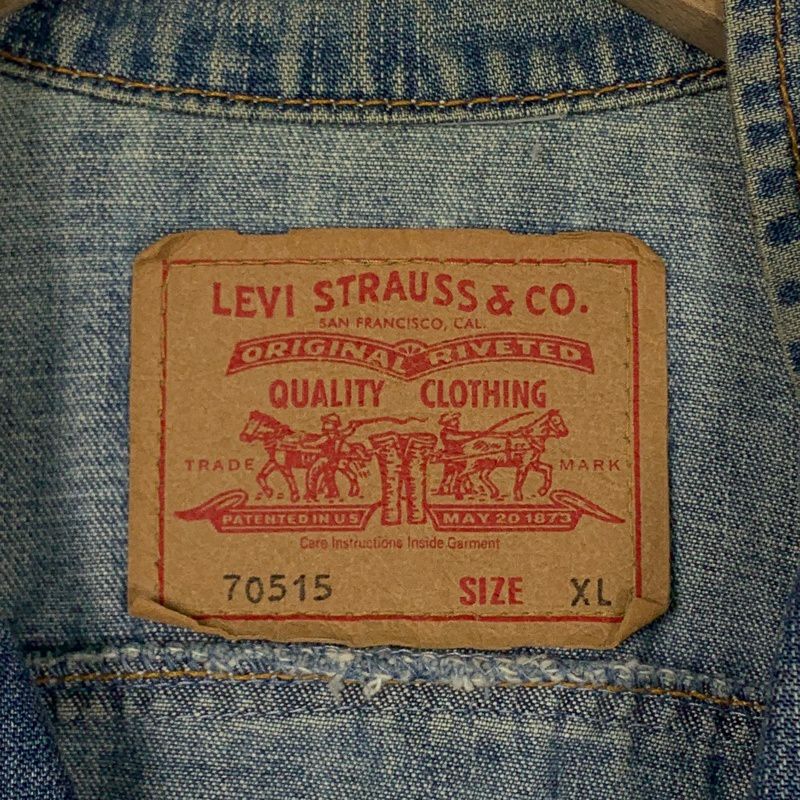 LEVI STRAUSS & CO.
SAN FRANCISCO, CAL.
ORIGINAL RIVETED
QUALITY CLOTHING
TRADE MARK
PATENTED IN US MAY 20 1873
Care Instructions Inside Garment
70515 SIZE XL